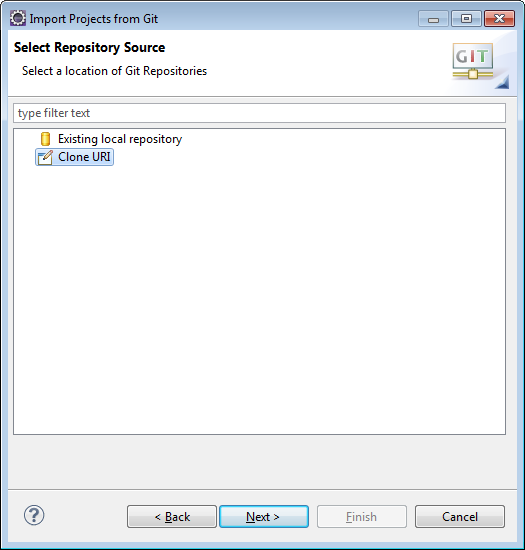 Import Projects from Git
Select Repository Source
Select a location of Git Repositories
GIT
type filter text
Existing local repository
Clone URI
?
< Back
Next >
Finish
Cancel